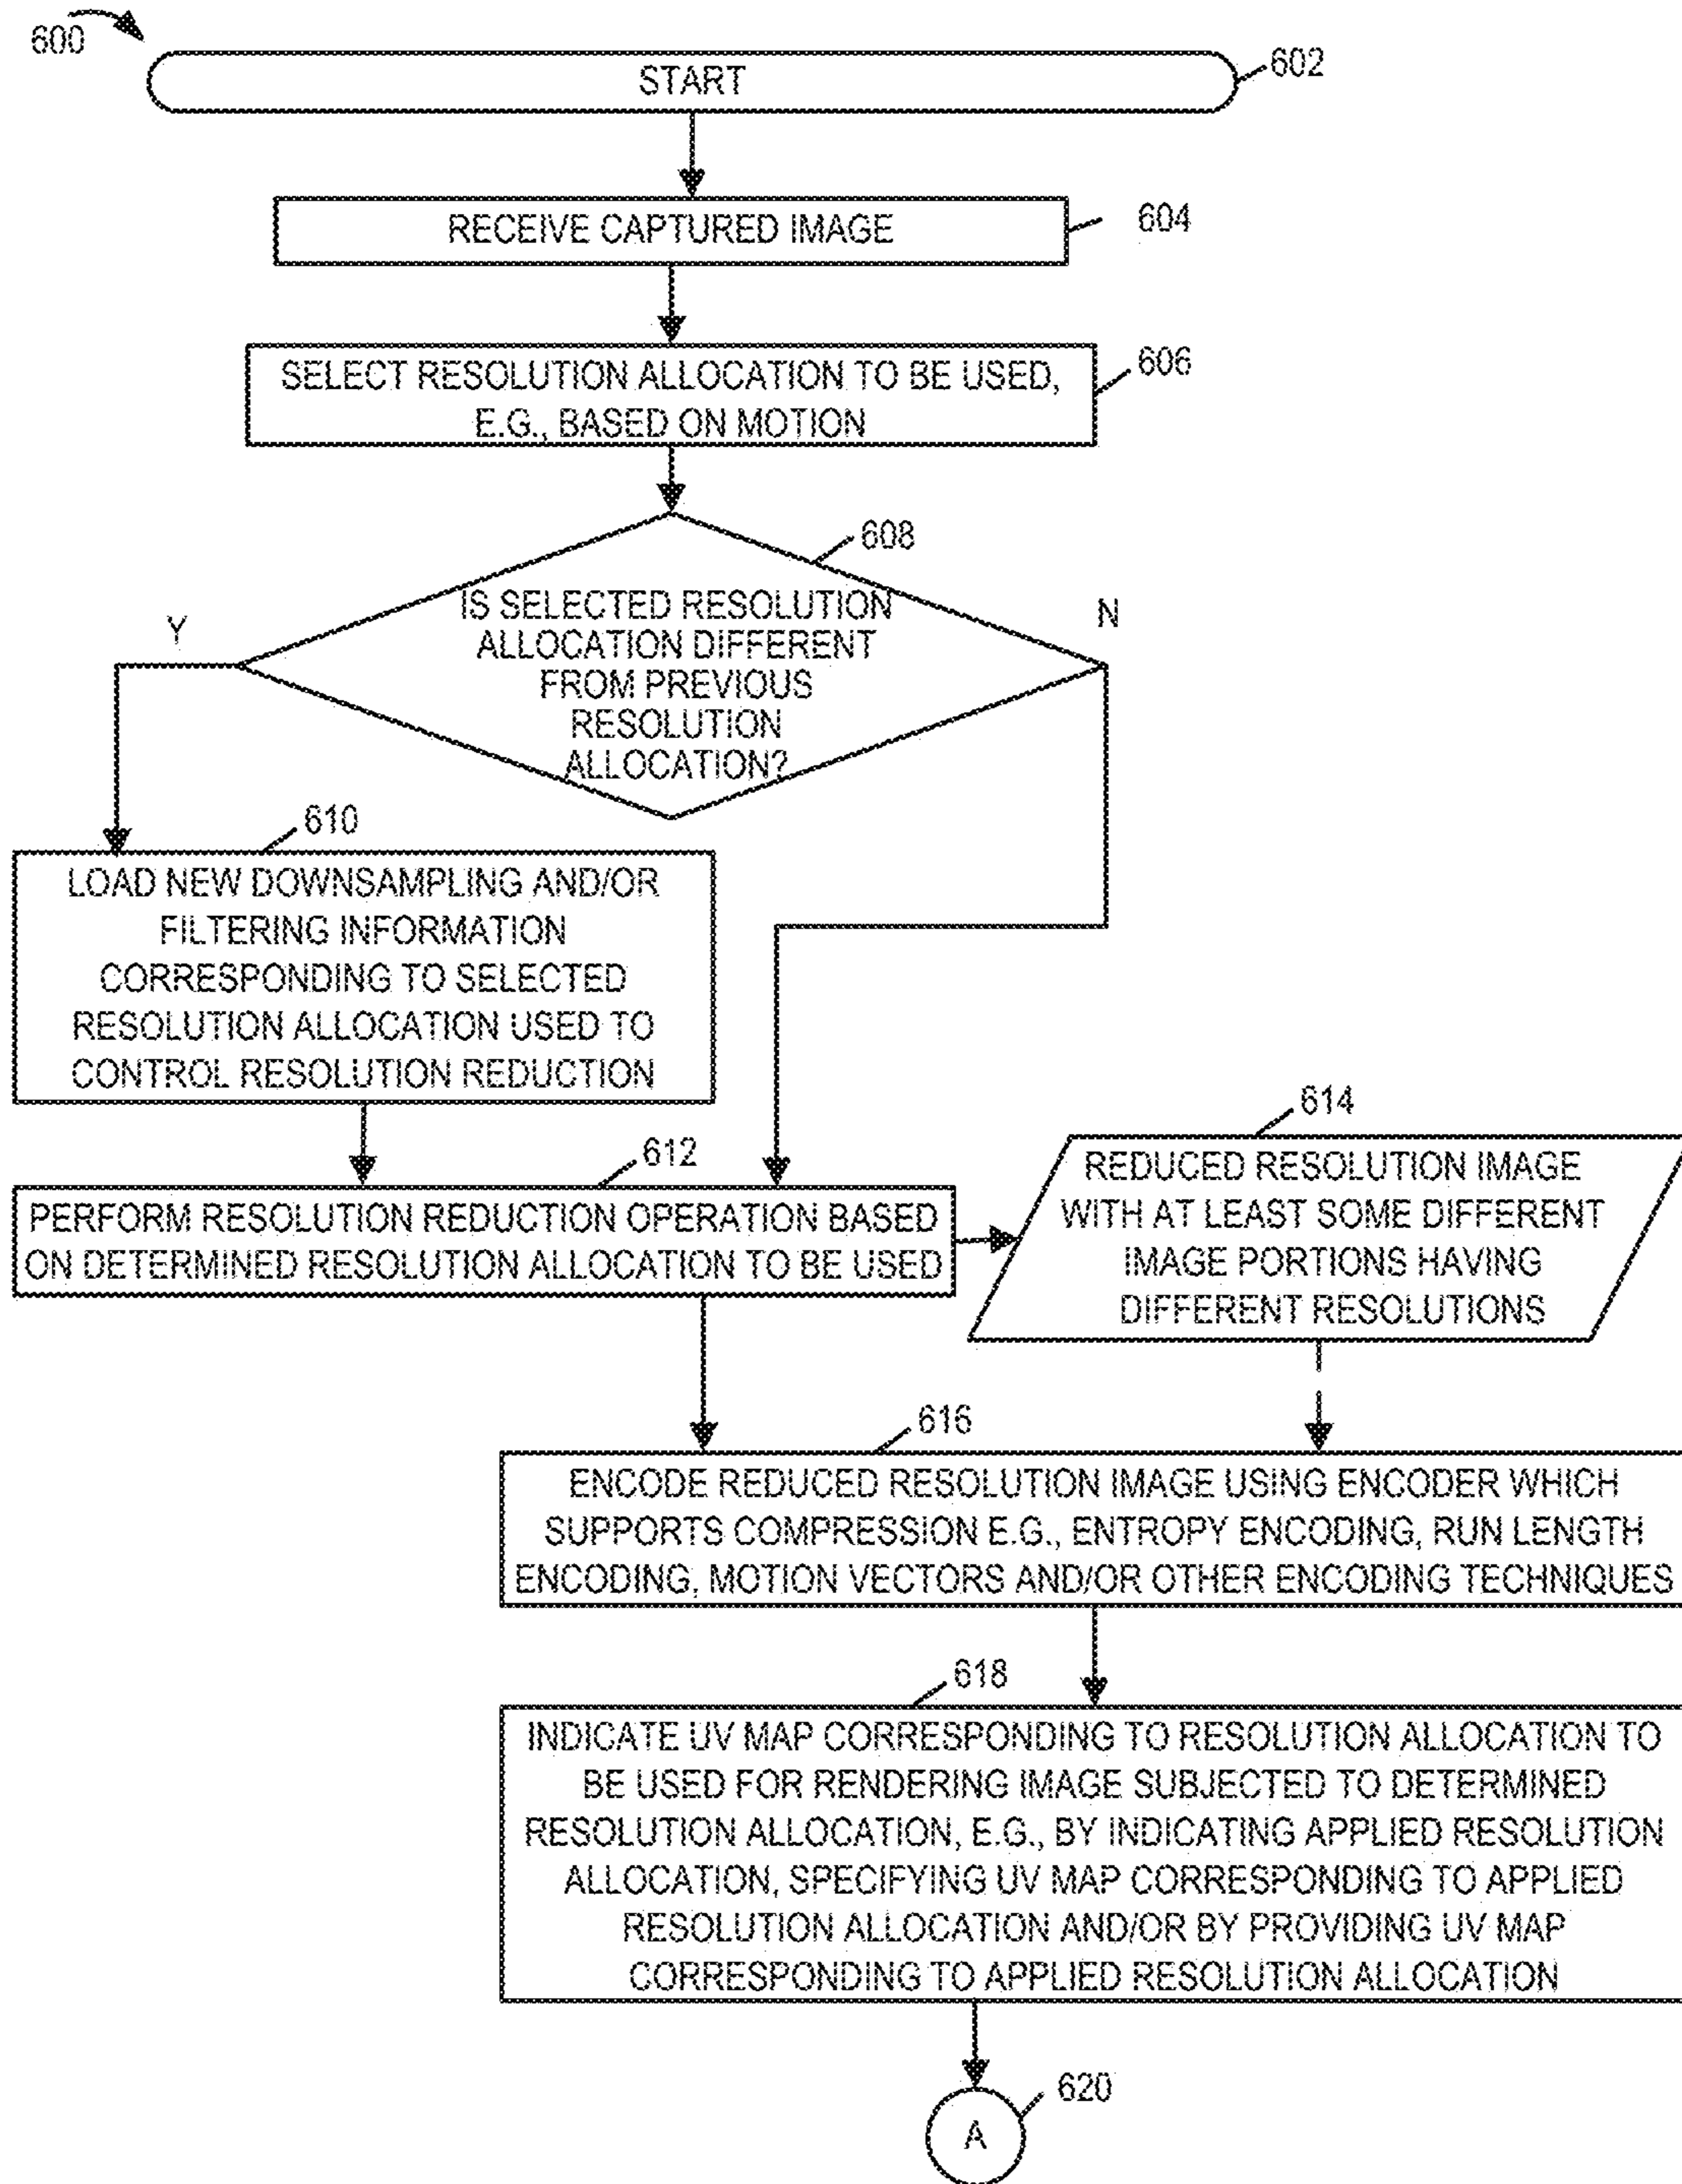 600
START
602
RECEIVE CAPTURED IMAGE
604
SELECT RESOLUTION ALLOCATION TO BE USED,
E.G., BASED ON MOTION
606
608
IS SELECTED RESOLUTION
ALLOCATION DIFFERENT
FROM PREVIOUS
RESOLUTION
ALLOCATION?
Y
N
610
LOAD NEW DOWNSAMPLING AND/OR
FILTERING INFORMATION
CORRESPONDING TO SELECTED
RESOLUTION ALLOCATION USED TO
CONTROL RESOLUTION REDUCTION
612
PERFORM RESOLUTION REDUCTION OPERATION BASED
ON DETERMINED RESOLUTION ALLOCATION TO BE USED
614
REDUCED RESOLUTION IMAGE
WITH AT LEAST SOME DIFFERENT
IMAGE PORTIONS HAVING
DIFFERENT RESOLUTIONS
616
ENCODE REDUCED RESOLUTION IMAGE USING ENCODER WHICH
SUPPORTS COMPRESSION E.G., ENTROPY ENCODING, RUN LENGTH
ENCODING, MOTION VECTORS AND/OR OTHER ENCODING TECHNIQUES
618
INDICATE UV MAP CORRESPONDING TO RESOLUTION ALLOCATION TO
BE USED FOR RENDERING IMAGE SUBJECTED TO DETERMINED
RESOLUTION ALLOCATION, E.G., BY INDICATING APPLIED RESOLUTION
ALLOCATION, SPECIFYING UV MAP CORRESPONDING TO APPLIED
RESOLUTION ALLOCATION AND/OR BY PROVIDING UV MAP
CORRESPONDING TO APPLIED RESOLUTION ALLOCATION
620
A